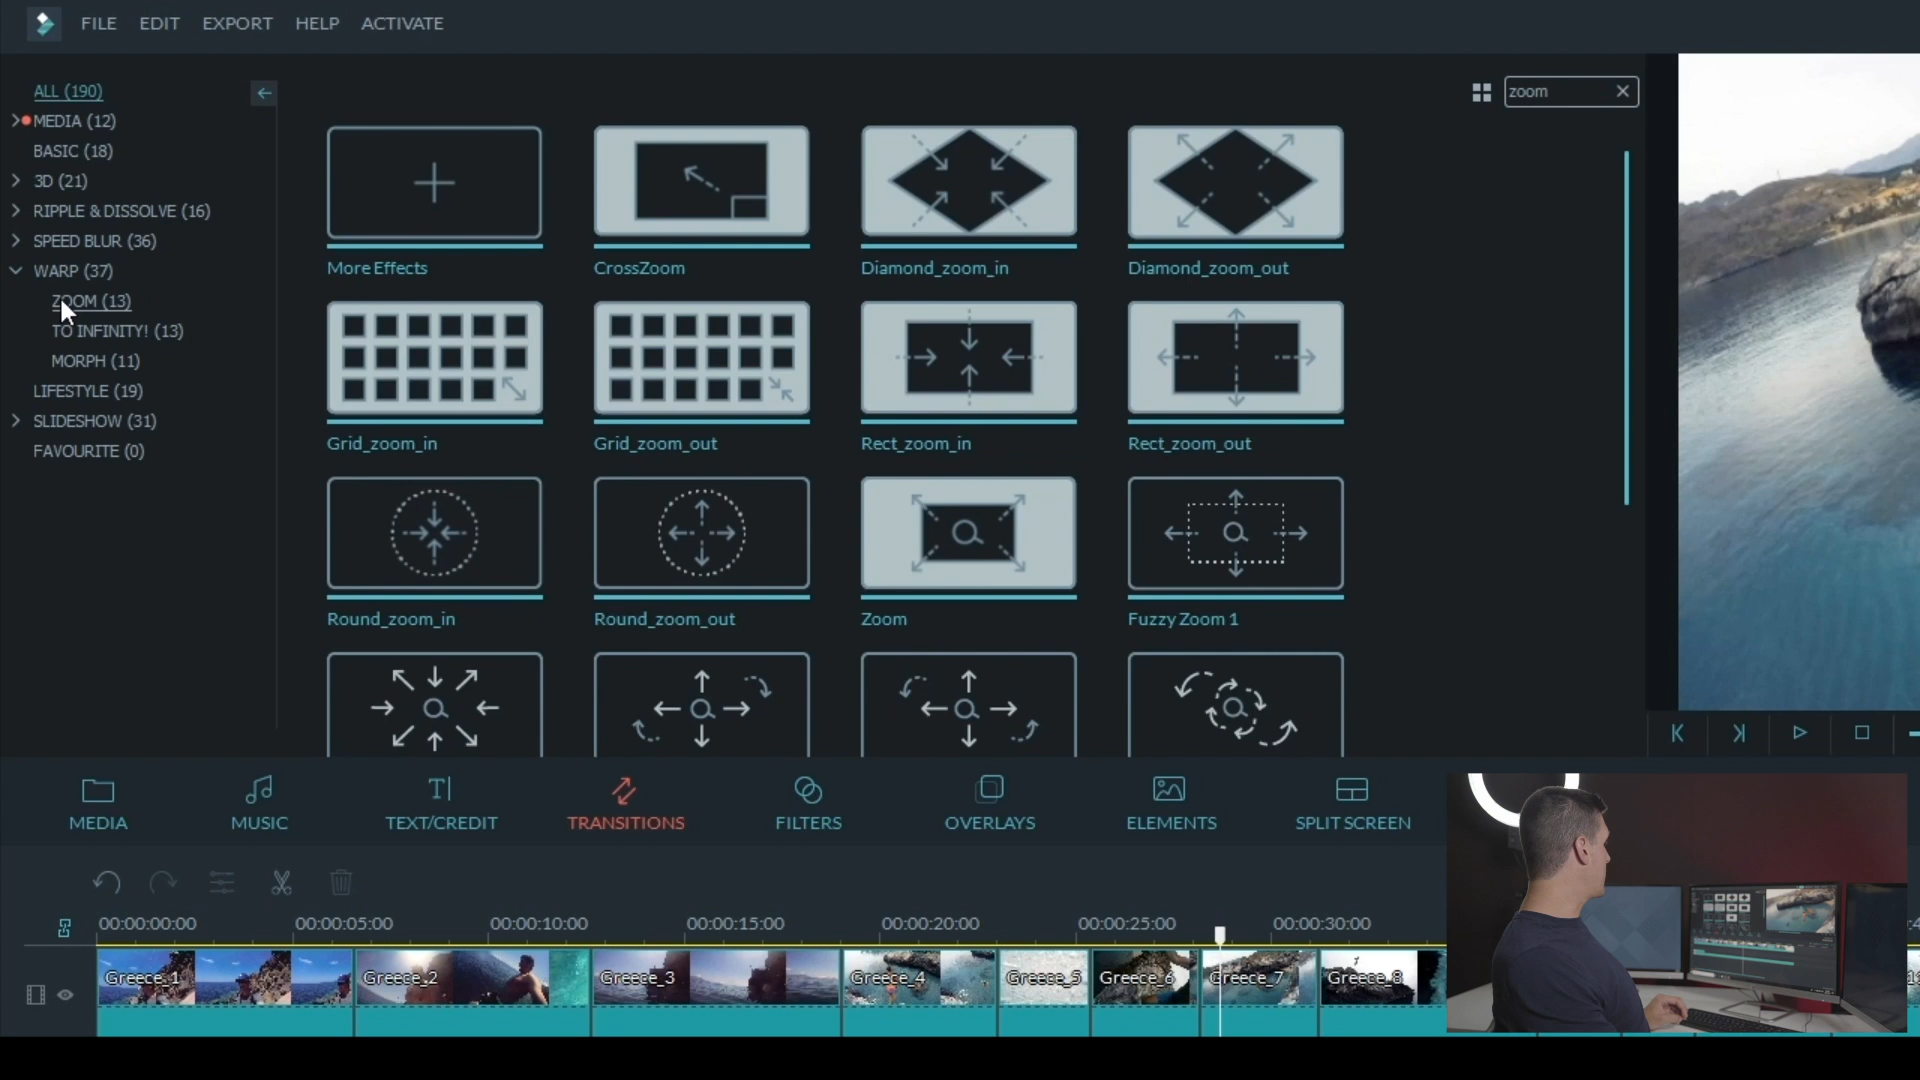 FILE EDIT EXPORT HELP ACTIVATE
ALL (190)
MEDIA (12)
BASIC (18)
3D (21)
RIPPLE & DISSOLVE (16)
SPEED BLUR (36)
WARP (37)
ZOOM (13)
TO INFINITY! (13)
MORPH (11)
LIFESTYLE (19)
SLIDESHOW (31)
FAVOURITE (0)
zoom
More Effects CrossZoom Diamond_zoom_in Diamond_zoom_out
Grid_zoom_in Grid_zoom_out Rect_zoom_in Rect_zoom_out
Round_zoom_in Round_zoom_out Zoom Fuzzy Zoom 1
MEDIA MUSIC TEXT/CREDIT TRANSITIONS FILTERS OVERLAYS ELEMENTS SPLIT SCREEN
00:00:00:00 00:00:05:00 00:00:10:00 00:00:15:00 00:00:20:00 00:00:25:00 00:00:30:00
Greece_1 Greece_2 Greece_3 Greece_4 Greece_5 Greece_6 Greece_7 Greece_8